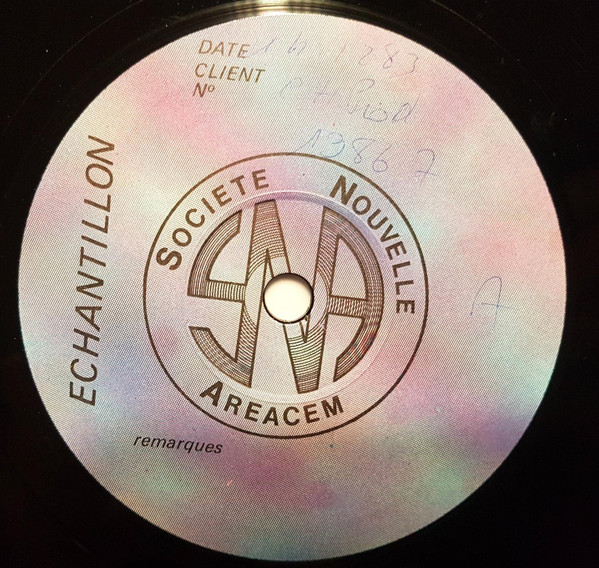 DATE
CLIENT
Nº 13867
ECHANTILLON
SOCIETE NOUVELLE
AREACEM
A
remarques